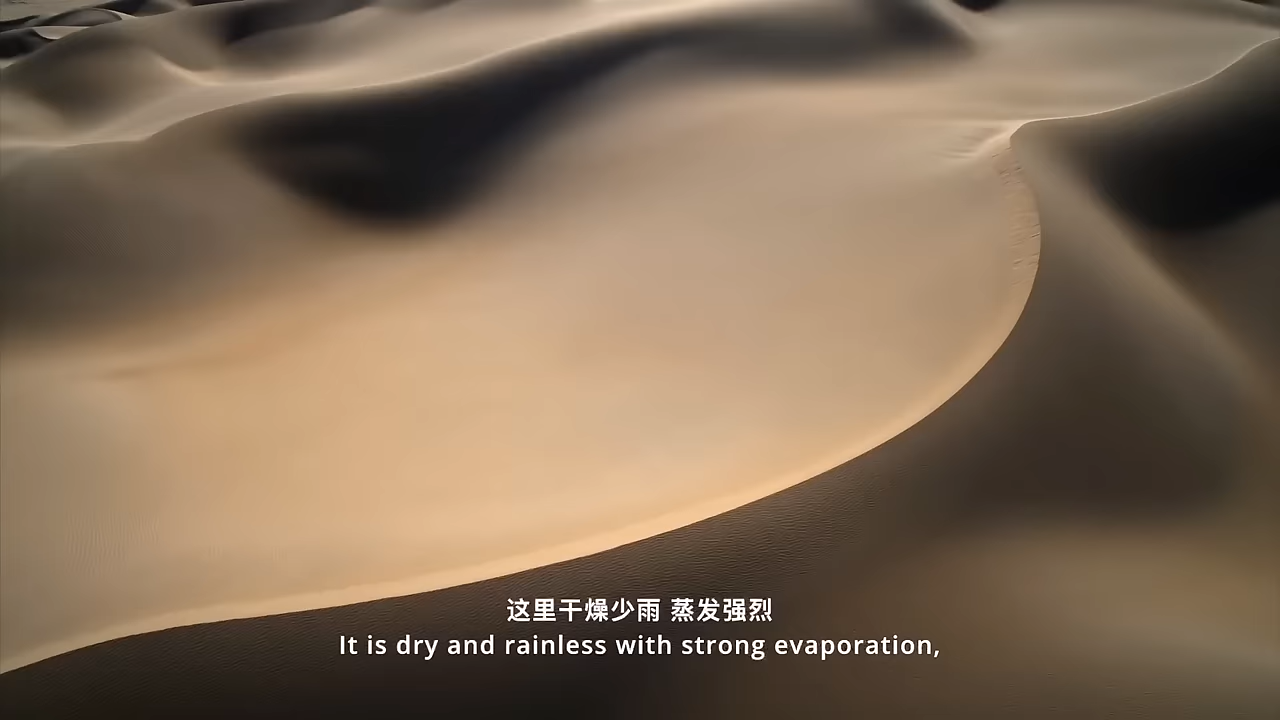 这里干燥少雨 蒸发强烈
It is dry and rainless with strong evaporation,